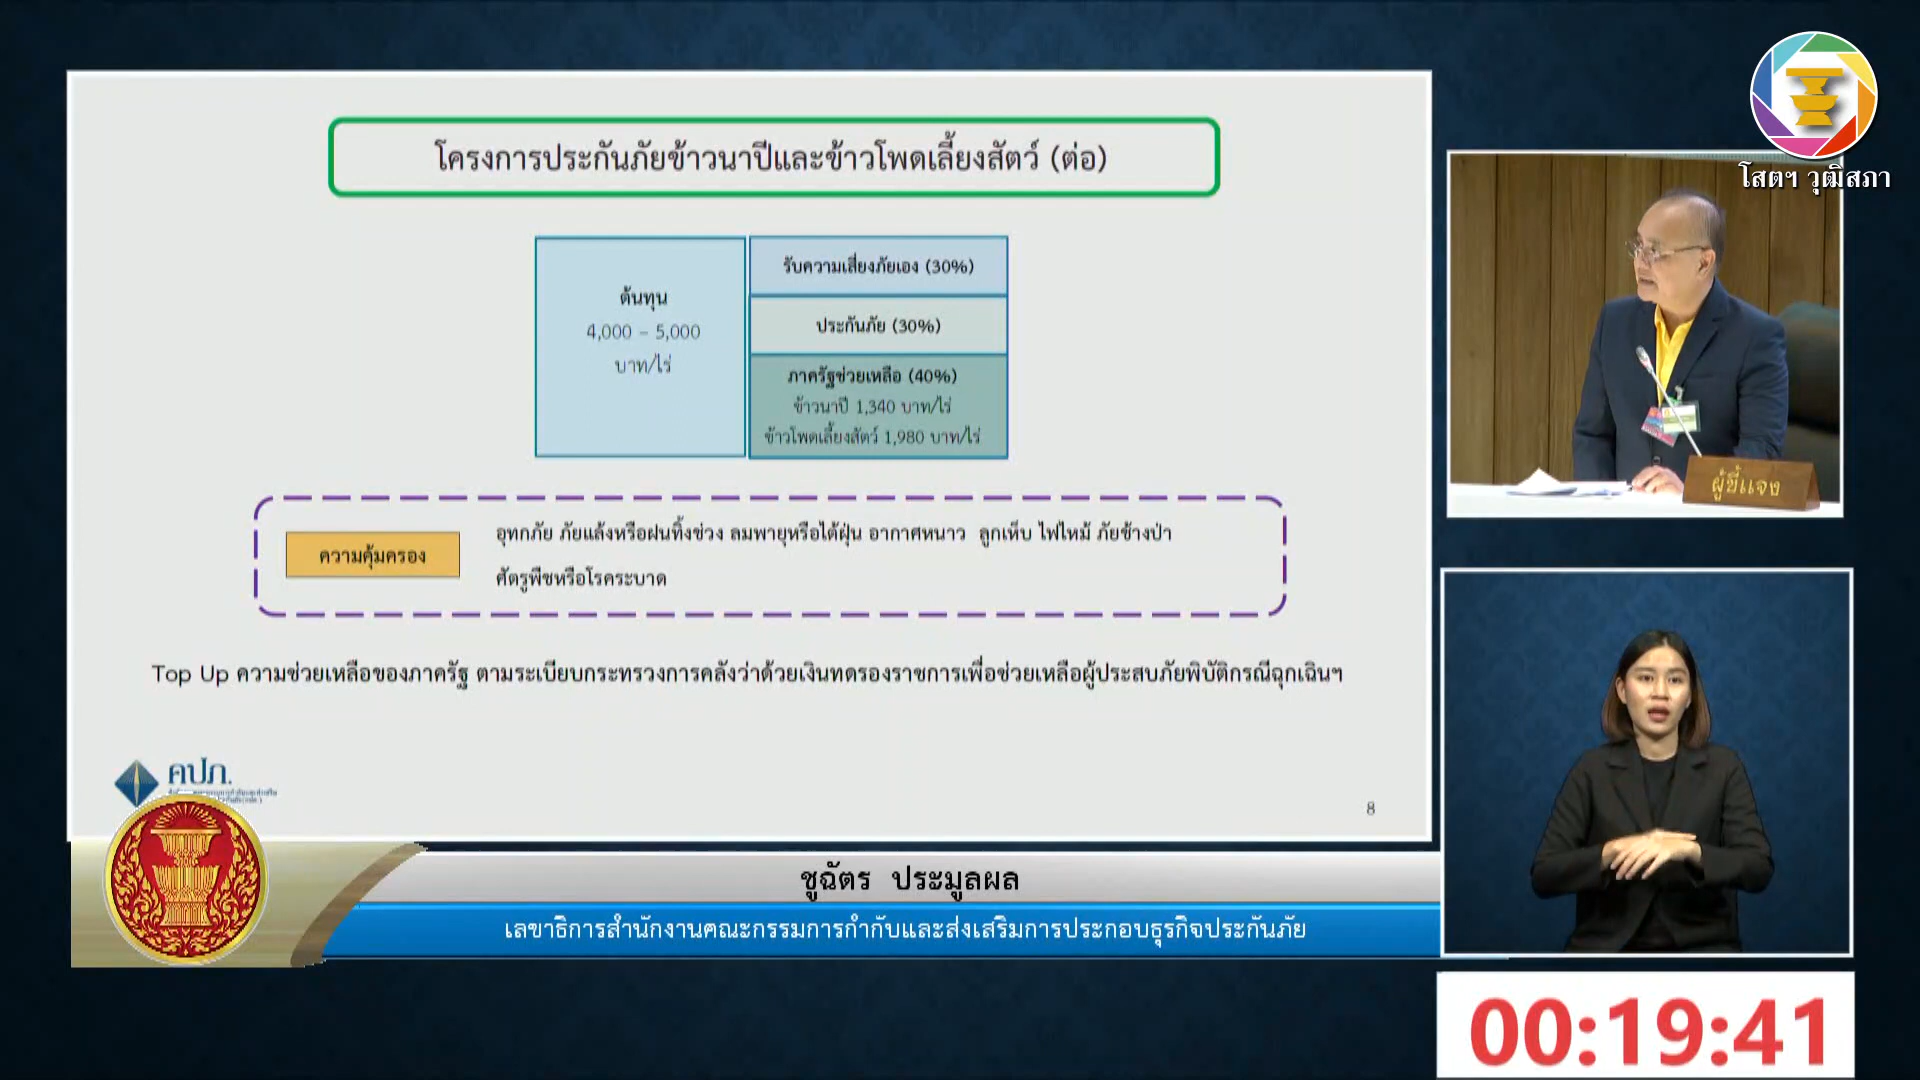 โครงการประกันภัยข้าวนาปีและข้าวโพดเลี้ยงสัตว์ (ต่อ)
ต้นทุน
4,000 – 5,000
บาท/ไร่
รับความเสี่ยงภัยเอง (30%)
ประกันภัย (30%)
ภาครัฐช่วยเหลือ (40%)
ข้าวนาปี 1,340 บาท/ไร่
ข้าวโพดเลี้ยงสัตว์ 1,980 บาท/ไร่
ความคุ้มครอง
อุทกภัย ภัยแล้งหรือฝนทิ้งช่วง ลมพายุหรือไต้ฝุ่น อากาศหนาว ลูกเห็บ ไฟไหม้ ภัยช้างป่า
ศัตรูพืชหรือโรคระบาด
Top Up ความช่วยเหลือของภาครัฐ ตามระเบียบกระทรวงการคลังว่าด้วยเงินทดรองราชการเพื่อช่วยเหลือผู้ประสบภัยพิบัติกรณีฉุกเฉินฯ
คปภ.
8
โสตฯ วุฒิสภา
ผู้ชี้แจง
ชูฉัตร ประมูลผล
เลขาธิการสำนักงานคณะกรรมการกำกับและส่งเสริมการประกอบธุรกิจประกันภัย
00:19:41